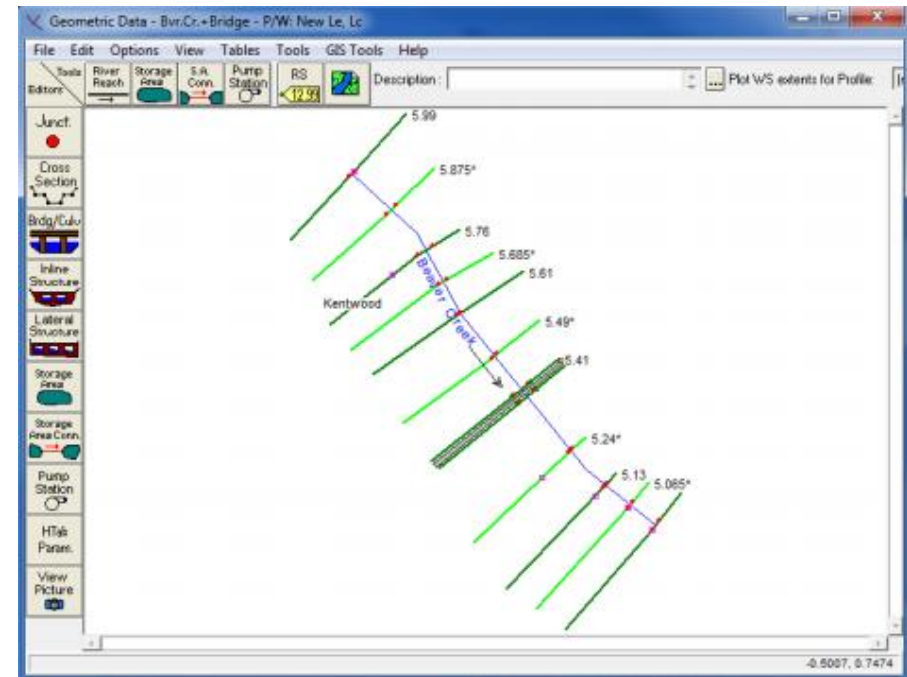 Geometric Data - Bvr.Cr.+Bridge - P/W: New Le, Lc
File Edit Options View Tables Tools GIS Tools Help
Tools
Editors
River
Reach
Storage
Area
S.A.
Conn.
Pump
Station
RS
12.99
Description :
...
Plot WS extents for Profile:
Junct.
Cross
Section
Brdg/Culv
Inline
Structure
Lateral
Structure
Storage
Area
Storage
Area Conn.
Pump
Station
HTab
Param.
View
Picture
5.99
5.875*
5.76
5.685*
5.61
Kentwood
Beaver Creek
5.49*
5.41
5.24*
5.13
5.065*
-0.5007, 0.7474